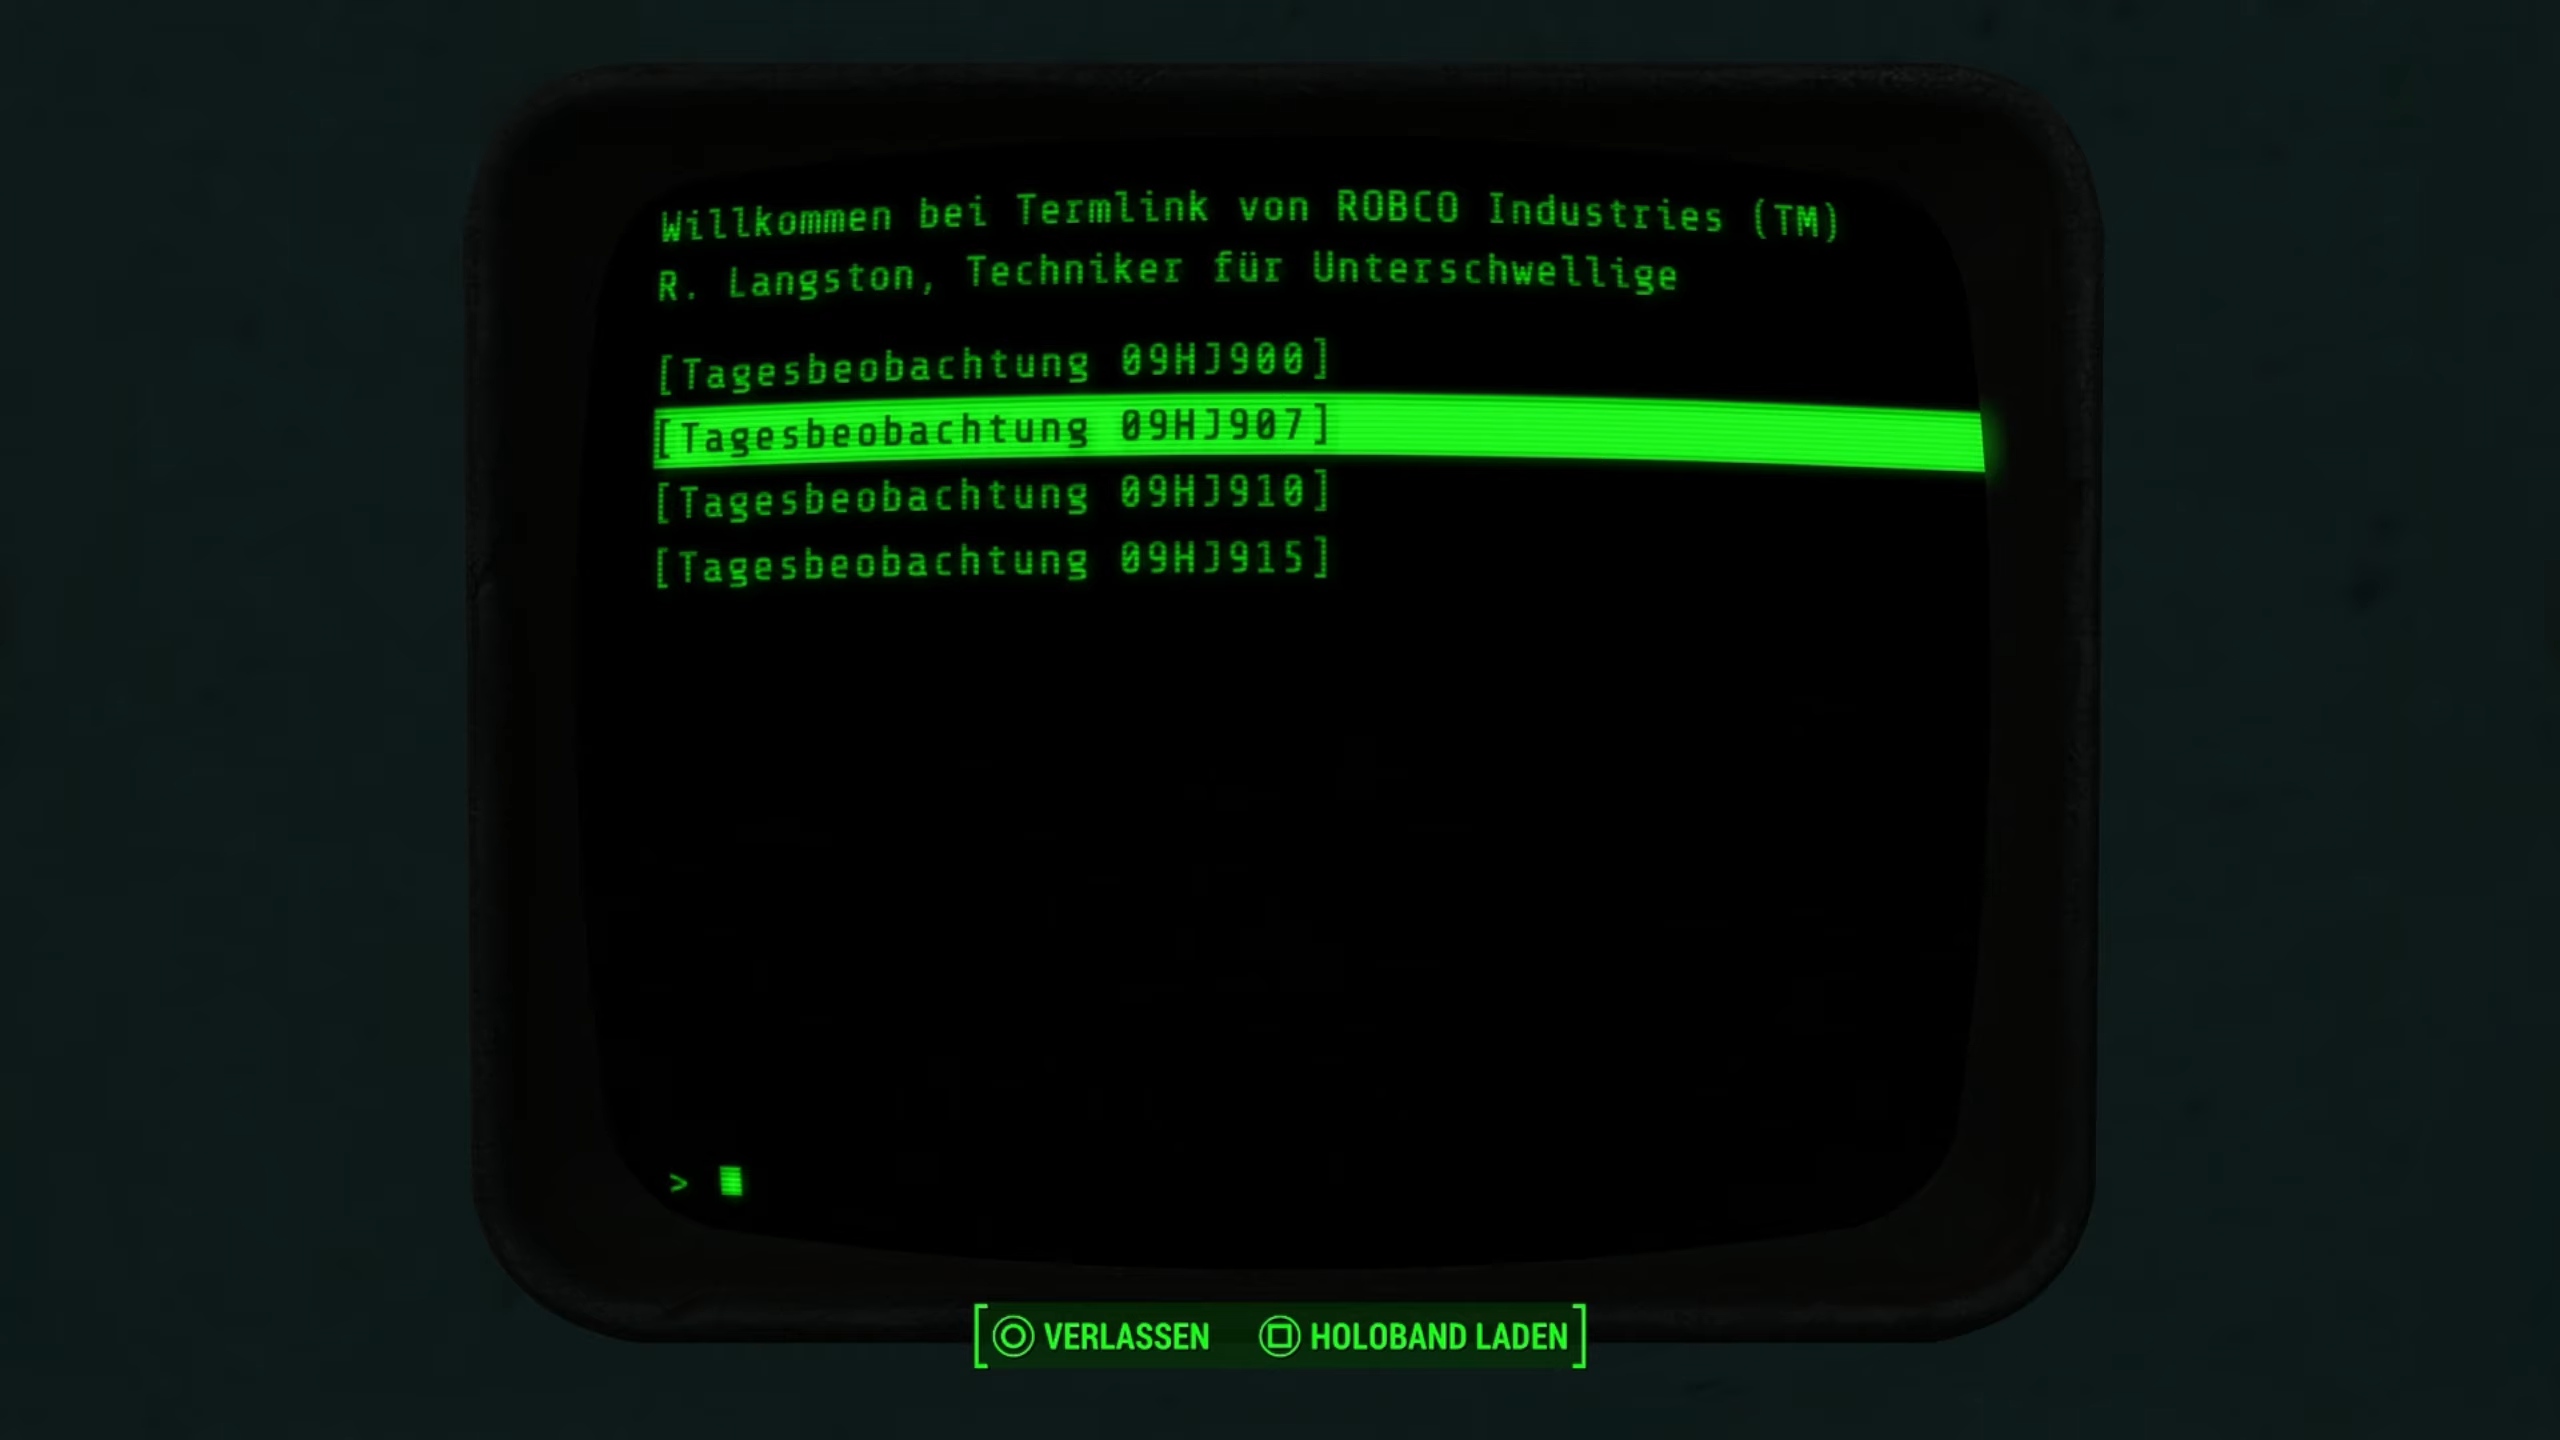 Willkommen bei Termlink von ROBCO Industries (TM)
R. Langston, Techniker für Unterschwellige
[Tagesbeobachtung 09HJ900]
[Tagesbeobachtung 09HJ907]
[Tagesbeobachtung 09HJ910]
[Tagesbeobachtung 09HJ915]
>
VERLASSEN HOLOBAND LADEN